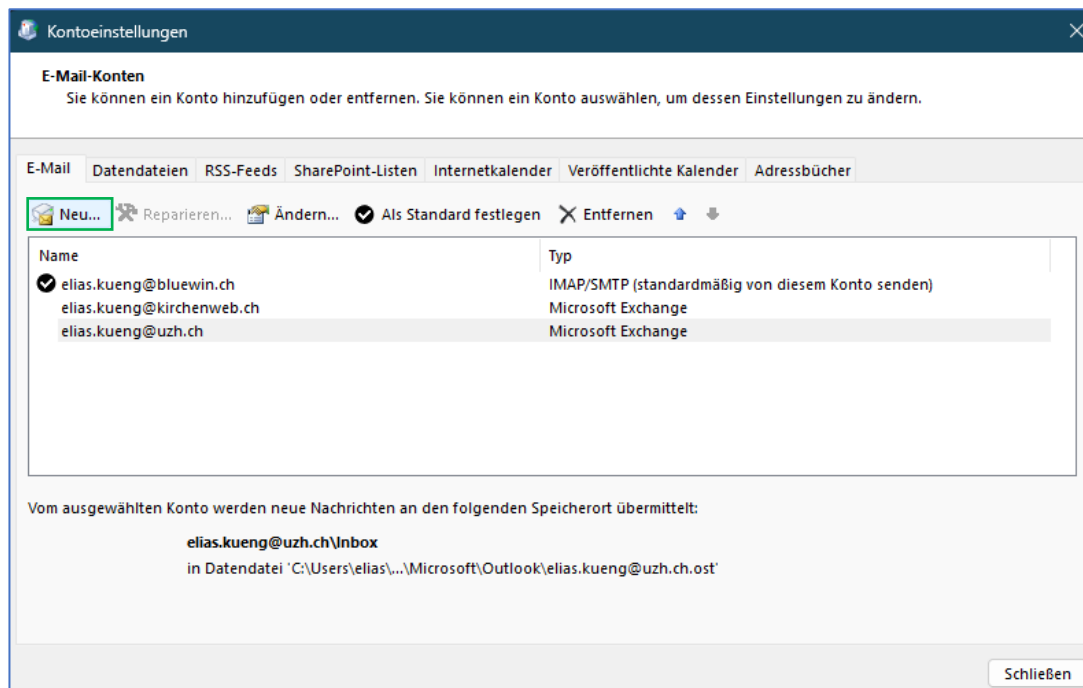 Kontoeinstellungen
E-Mail-Konten
Sie können ein Konto hinzufügen oder entfernen. Sie können ein Konto auswählen, um dessen Einstellungen zu ändern.
E-Mail Datendateien RSS-Feeds SharePoint-Listen Internetkalender Veröffentlichte Kalender Adressbücher
Neu... Reparieren... Ändern... Als Standard festlegen Entfernen
Name Typ
elias.kueng@bluewin.ch IMAP/SMTP (standardmäßig von diesem Konto senden)
elias.kueng@kirchenweb.ch Microsoft Exchange
elias.kueng@uzh.ch Microsoft Exchange
Vom ausgewählten Konto werden neue Nachrichten an den folgenden Speicherort übermittelt:
elias.kueng@uzh.ch\Inbox
in Datendatei 'C:\Users\elias\...\Microsoft\Outlook\elias.kueng@uzh.ch.ost'
Schließen